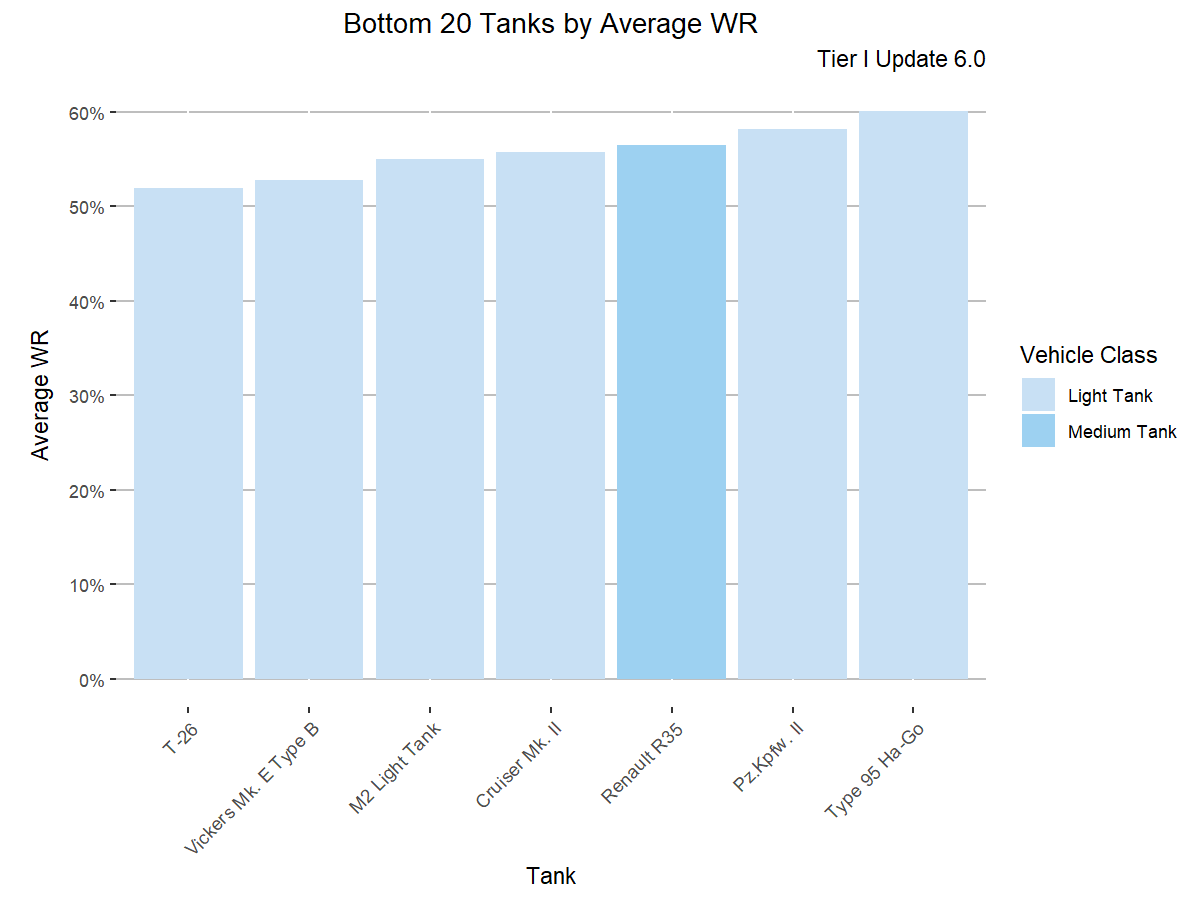 Bottom 20 Tanks by Average WR
Tier I Update 6.0
60%
50%
40%
30%
20%
10%
0%
Average WR
T-26
Vickers Mk. E Type B
M2 Light Tank
Cruiser Mk. II
Renault R35
Pz.Kpfw. II
Type 95 Ha-Go
Tank
Vehicle Class
Light Tank
Medium Tank